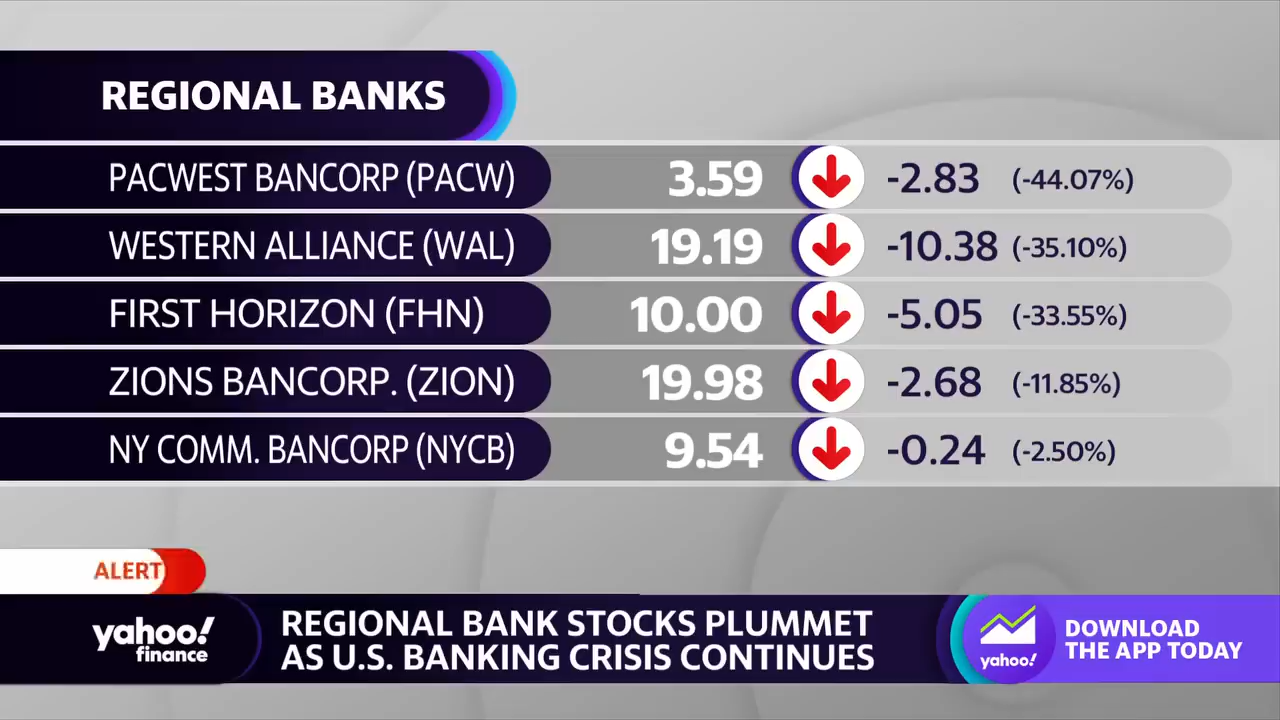 REGIONAL BANKS
PACWEST BANCORP (PACW) 3.59 -2.83 (-44.07%)
WESTERN ALLIANCE (WAL) 19.19 -10.38 (-35.10%)
FIRST HORIZON (FHN) 10.00 -5.05 (-33.55%)
ZIONS BANCORP. (ZION) 19.98 -2.68 (-11.85%)
NY COMM. BANCORP (NYCB) 9.54 -0.24 (-2.50%)
ALERT
yahoo!
finance
REGIONAL BANK STOCKS PLUMMET
AS U.S. BANKING CRISIS CONTINUES
yahoo!
DOWNLOAD
THE APP TODAY